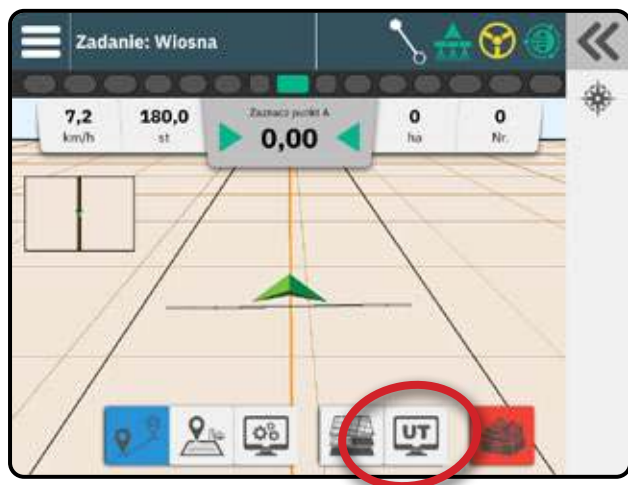 Zadanie: Wiosna
7,2
km/h
180,0
st
Zaznacz punkt A
0,00
0
ha
0
Nr.
UT